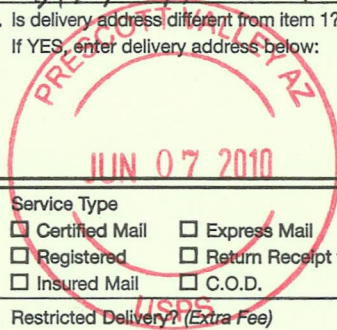 . Is delivery address different from item 1?
If YES, enter delivery address below:
PRESCOTT VALLEY AZ
JUN 07 2010
Service Type
☐ Certified Mail ☐ Express Mail
☐ Registered ☐ Return Receipt
☐ Insured Mail ☐ C.O.D.
USPS
Restricted Delivery? (Extra Fee)